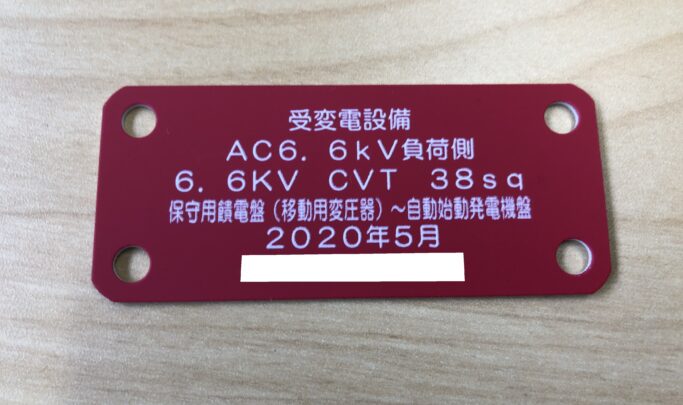 受変電設備
AC6.6kV負荷側
6.6KV CVT 38sq
保守用饋電盤（移動用変圧器）～自動始動発電機盤
2020年5月